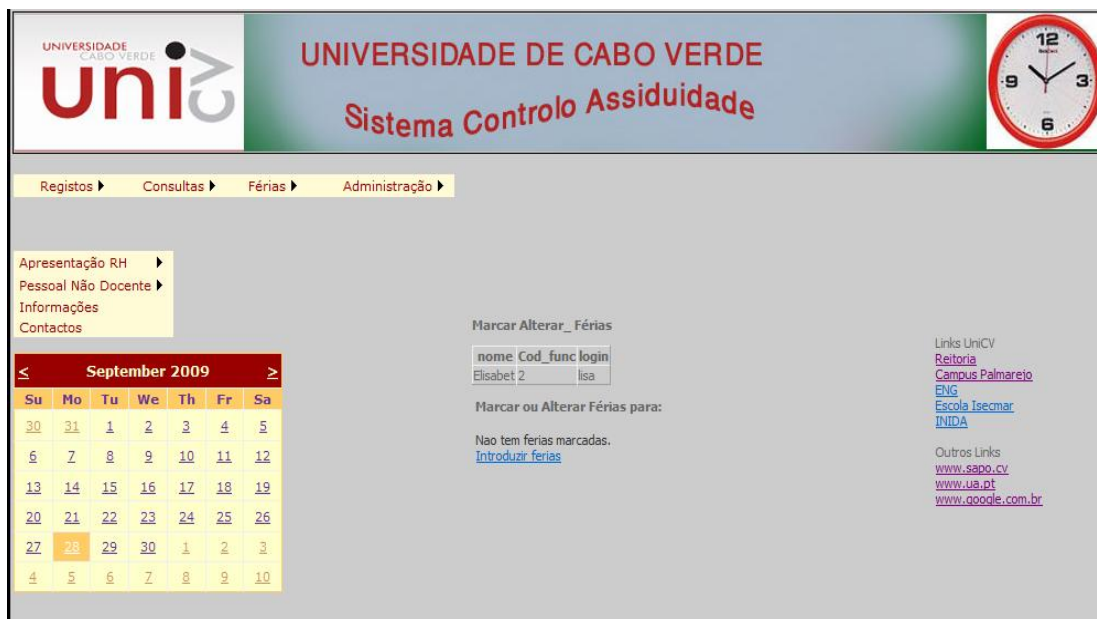 UNIVERSIDADE
CABO VERDE
uni
CV
UNIVERSIDADE DE CABO VERDE
Sistema Controlo Assiduidade
12
9 3
6
Registos Consultas Férias Administração
Apresentação RH
Pessoal Não Docente
Informações
Contactos
< September 2009 >
Su Mo Tu We Th Fr Sa
30 31 1 2 3 4 5
6 7 8 9 10 11 12
13 14 15 16 17 18 19
20 21 22 23 24 25 26
27 28 29 30 1 2 3
4 5 6 7 8 9 10
Marcar Alterar_ Férias
nome Cod_func login
Elisabet 2 lisa
Marcar ou Alterar Férias para:
Nao tem ferias marcadas.
Introduzir ferias
Links UniCV
Reitoria
Campus Palmarejo
ENG
Escola Isecmar
INIDA
Outros Links
www.sapo.cv
www.ua.pt
www.google.com.br